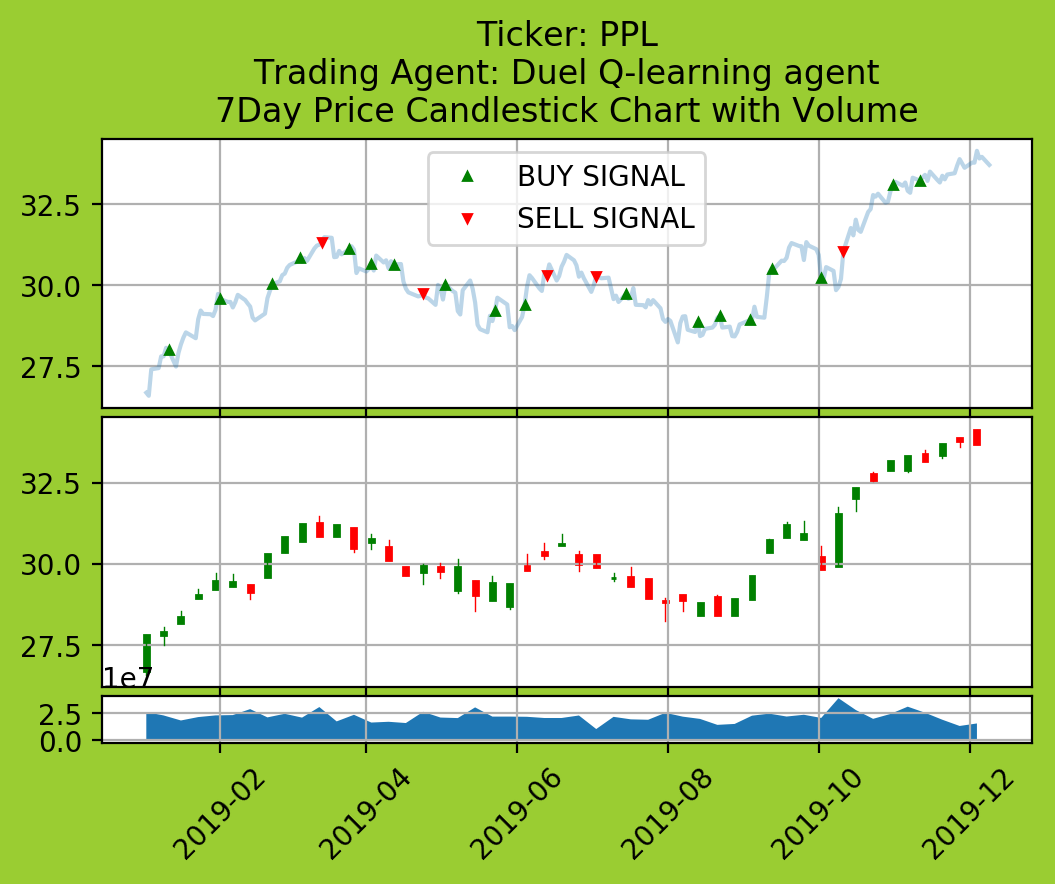 Ticker: PPL
Trading Agent: Duel Q-learning agent
7Day Price Candlestick Chart with Volume
BUY SIGNAL
SELL SIGNAL
32.5
30.0
27.5
32.5
30.0
27.5
1e7
2.5
0.0
2019-02
2019-04
2019-06
2019-08
2019-10
2019-12